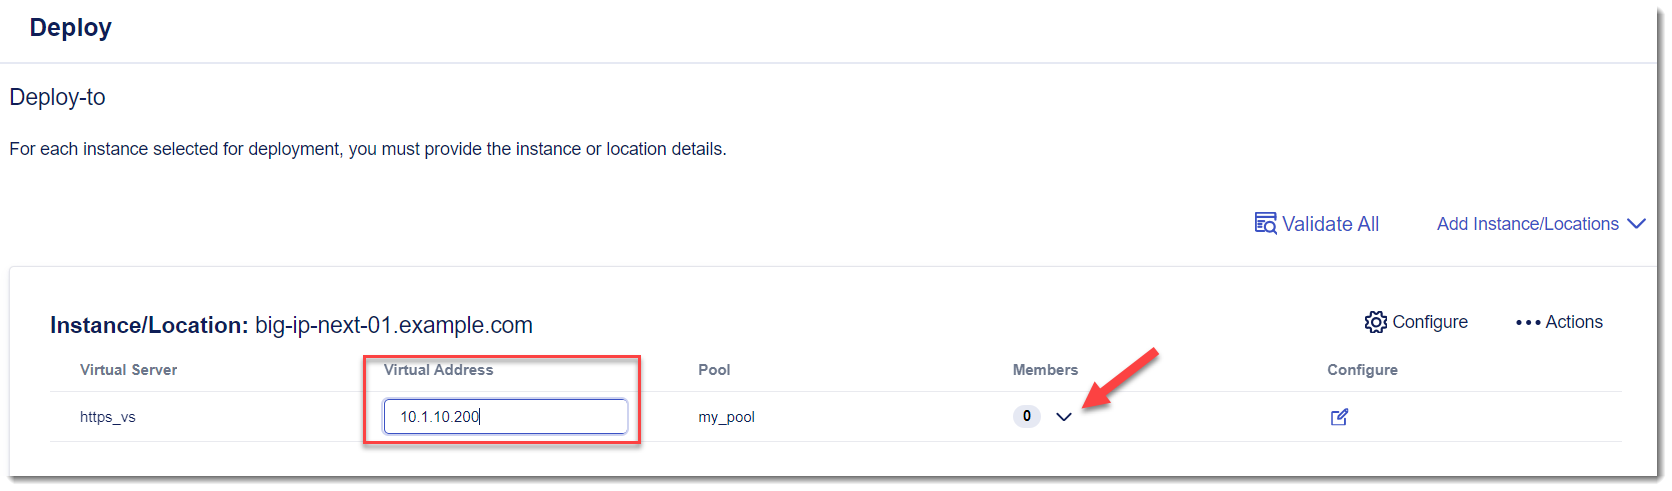 Deploy
Deploy-to
For each instance selected for deployment, you must provide the instance or location details.
Validate All Add Instance/Locations
Instance/Location: big-ip-next-01.example.com Configure Actions
Virtual Server Virtual Address Pool Members Configure
https_vs 10.1.10.200 my_pool 0